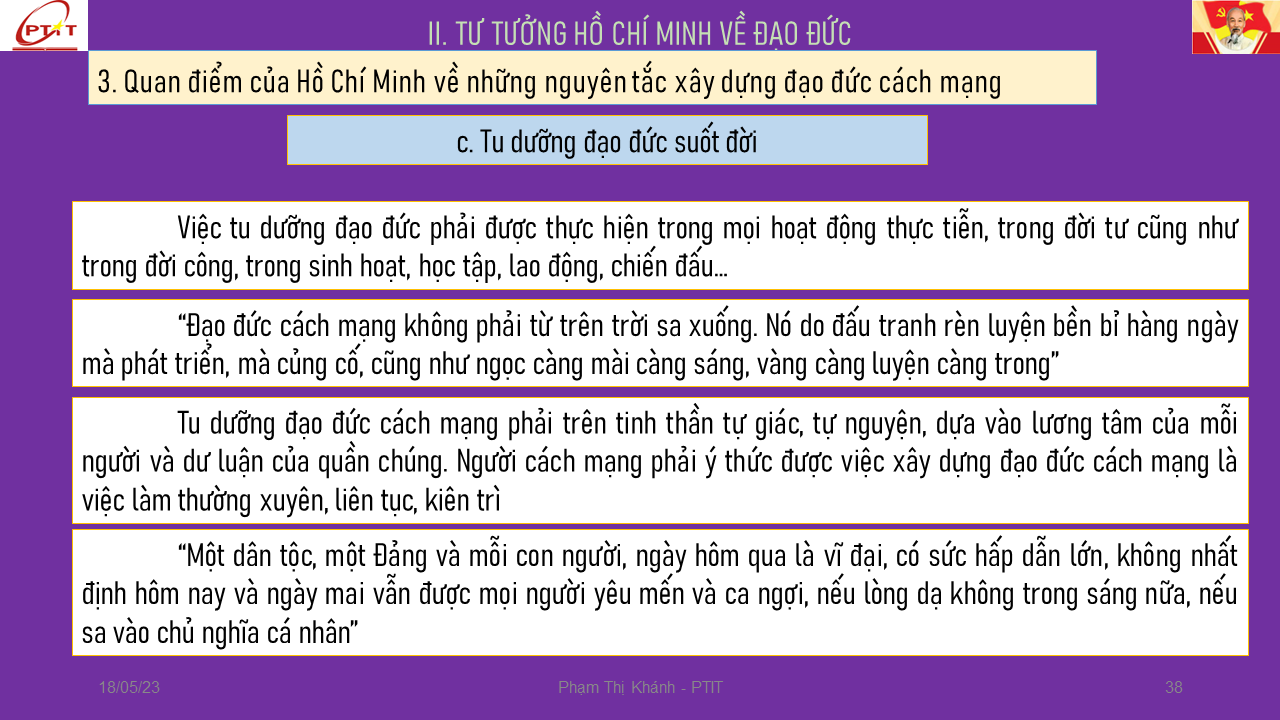 PTIT
II. TƯ TƯỞNG HỒ CHÍ MINH VỀ ĐẠO ĐỨC
3. Quan điểm của Hồ Chí Minh về những nguyên tắc xây dựng đạo đức cách mạng
c. Tu dưỡng đạo đức suốt đời
Việc tu dưỡng đạo đức phải được thực hiện trong mọi hoạt động thực tiễn, trong đời tư cũng như
trong đời công, trong sinh hoạt, học tập, lao động, chiến đấu...
“Đạo đức cách mạng không phải từ trên trời sa xuống. Nó do đấu tranh rèn luyện bền bỉ hàng ngày
mà phát triển, mà củng cố, cũng như ngọc càng mài càng sáng, vàng càng luyện càng trong”
Tu dưỡng đạo đức cách mạng phải trên tinh thần tự giác, tự nguyện, dựa vào lương tâm của mỗi
người và dư luận của quần chúng. Người cách mạng phải ý thức được việc xây dựng đạo đức cách mạng là
việc làm thường xuyên, liên tục, kiên trì
“Một dân tộc, một Đảng và mỗi con người, ngày hôm qua là vĩ đại, có sức hấp dẫn lớn, không nhất
định hôm nay và ngày mai vẫn được mọi người yêu mến và ca ngợi, nếu lòng dạ không trong sáng nữa, nếu
sa vào chủ nghĩa cá nhân”
18/05/23
Phạm Thị Khánh - PTIT
38